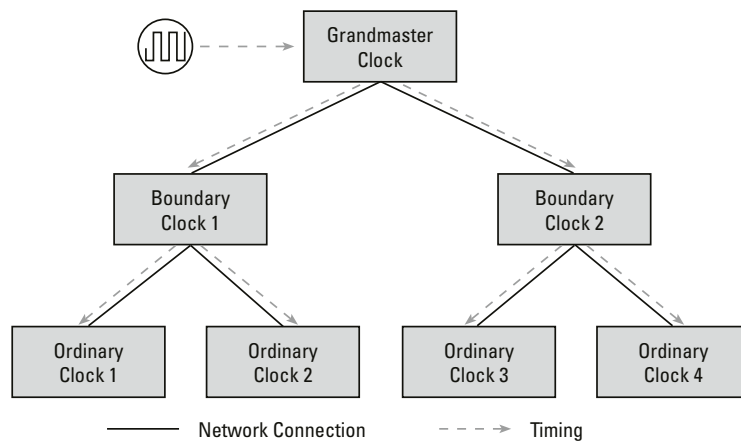 Grandmaster
Clock
Boundary
Clock 1
Boundary
Clock 2
Ordinary
Clock 1
Ordinary
Clock 2
Ordinary
Clock 3
Ordinary
Clock 4
Network Connection
Timing